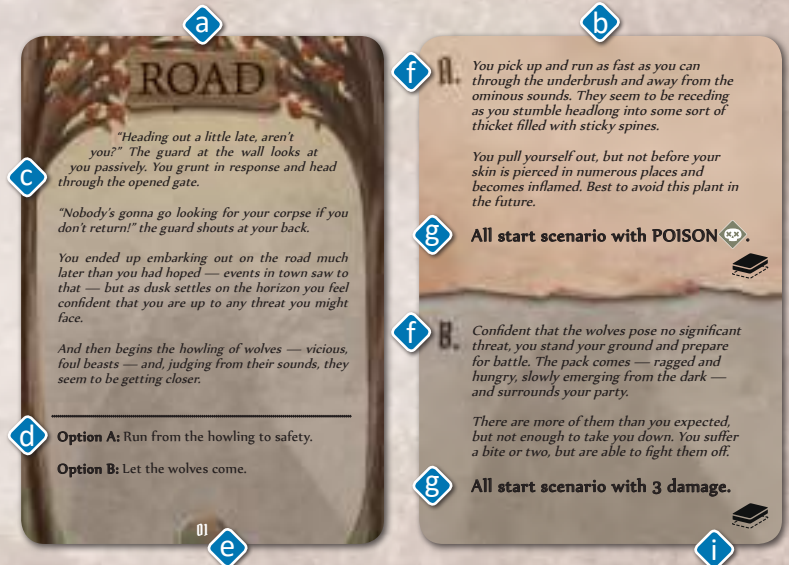 a
b
ROAD
"Heading out a little late, aren't
you?" The guard at the wall looks at
you passively. You grunt in response and head
through the opened gate.
c
"Nobody's gonna go looking for your corpse if you
don't return!" the guard shouts at your back.
You ended up embarking out on the road much
later than you had hoped — events in town saw to
that — but as dusk settles on the horizon you feel
confident that you are up to any threat you might
face.
And then begins the howling of wolves — vicious,
foul beasts — and, judging from their sounds, they
seem to be getting closer.
d
Option A: Run from the howling to safety.
Option B: Let the wolves come.
01
e
f
A.
You pick up and run as fast as you can
through the underbrush and away from the
ominous sounds. They seem to be receding
as you stumble headlong into some sort of
thicket filled with sticky spines.
You pull yourself out, but not before your
skin is pierced in numerous places and
becomes inflamed. Best to avoid this plant in
the future.
g
All start scenario with POISON .
f
B.
Confident that the wolves pose no significant
threat, you stand your ground and prepare
for battle. The pack comes — ragged and
hungry, slowly emerging from the dark —
and surrounds your party.
There are more of them than you expected,
but not enough to take you down. You suffer
a bite or two, but are able to fight them off.
g
All start scenario with 3 damage.
i